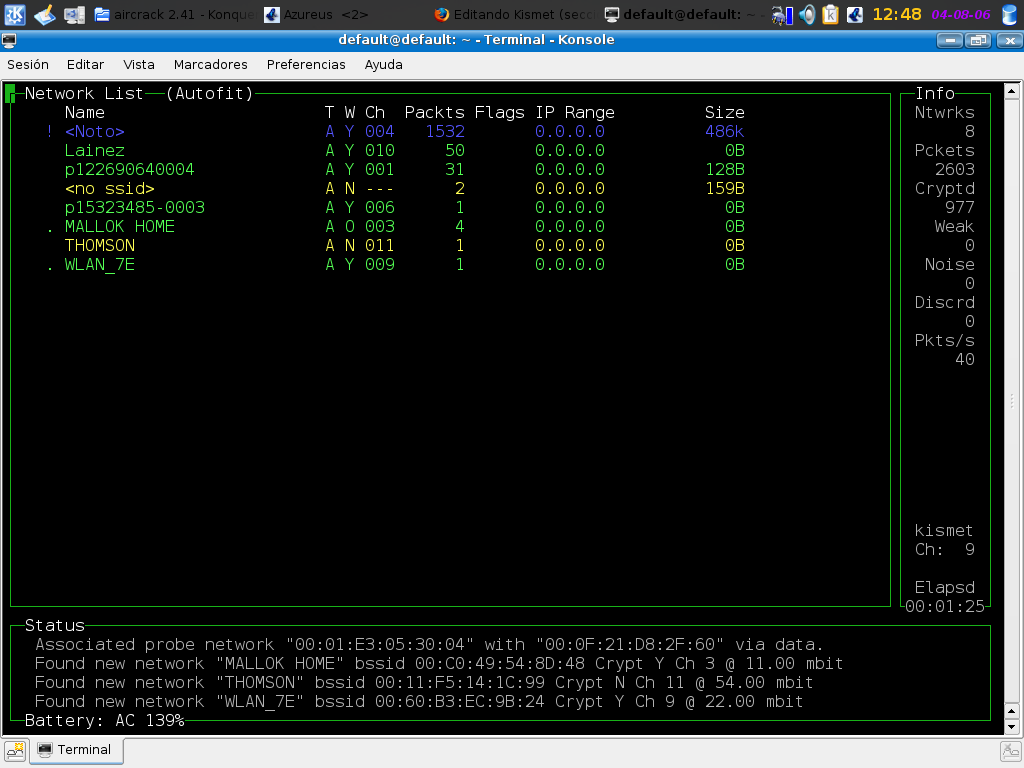 aircrack 2.41 - Konque
Azureus <2>
Editando Kismet (secc
default@default: ~ -
12:48
04-08-06
default@default: ~ - Terminal - Konsole
Sesión Editar Vista Marcadores Preferencias Ayuda
Network List—(Autofit)
Name T W Ch Packts Flags IP Range Size
! <Noto> A Y 004 1532 0.0.0.0 486k
Lainez A Y 010 50 0.0.0.0 0B
p122690640004 A Y 001 31 0.0.0.0 128B
<no ssid> A N --- 2 0.0.0.0 159B
p15323485-0003 A Y 006 1 0.0.0.0 0B
. MALLOK HOME A O 003 4 0.0.0.0 0B
THOMSON A N 011 1 0.0.0.0 0B
. WLAN_7E A Y 009 1 0.0.0.0 0B
Info
Ntwrks
8
Pckets
2603
Cryptd
977
Weak
0
Noise
0
Discrd
0
Pkts/s
40
kismet
Ch: 9
Elapsd
00:01:25
Status
Associated probe network "00:01:E3:05:30:04" with "00:0F:21:D8:2F:60" via data.
Found new network "MALLOK HOME" bssid 00:C0:49:54:8D:48 Crypt Y Ch 3 @ 11.00 mbit
Found new network "THOMSON" bssid 00:11:F5:14:1C:99 Crypt N Ch 11 @ 54.00 mbit
Found new network "WLAN_7E" bssid 00:60:B3:EC:9B:24 Crypt Y Ch 9 @ 22.00 mbit
Battery: AC 139%
Terminal